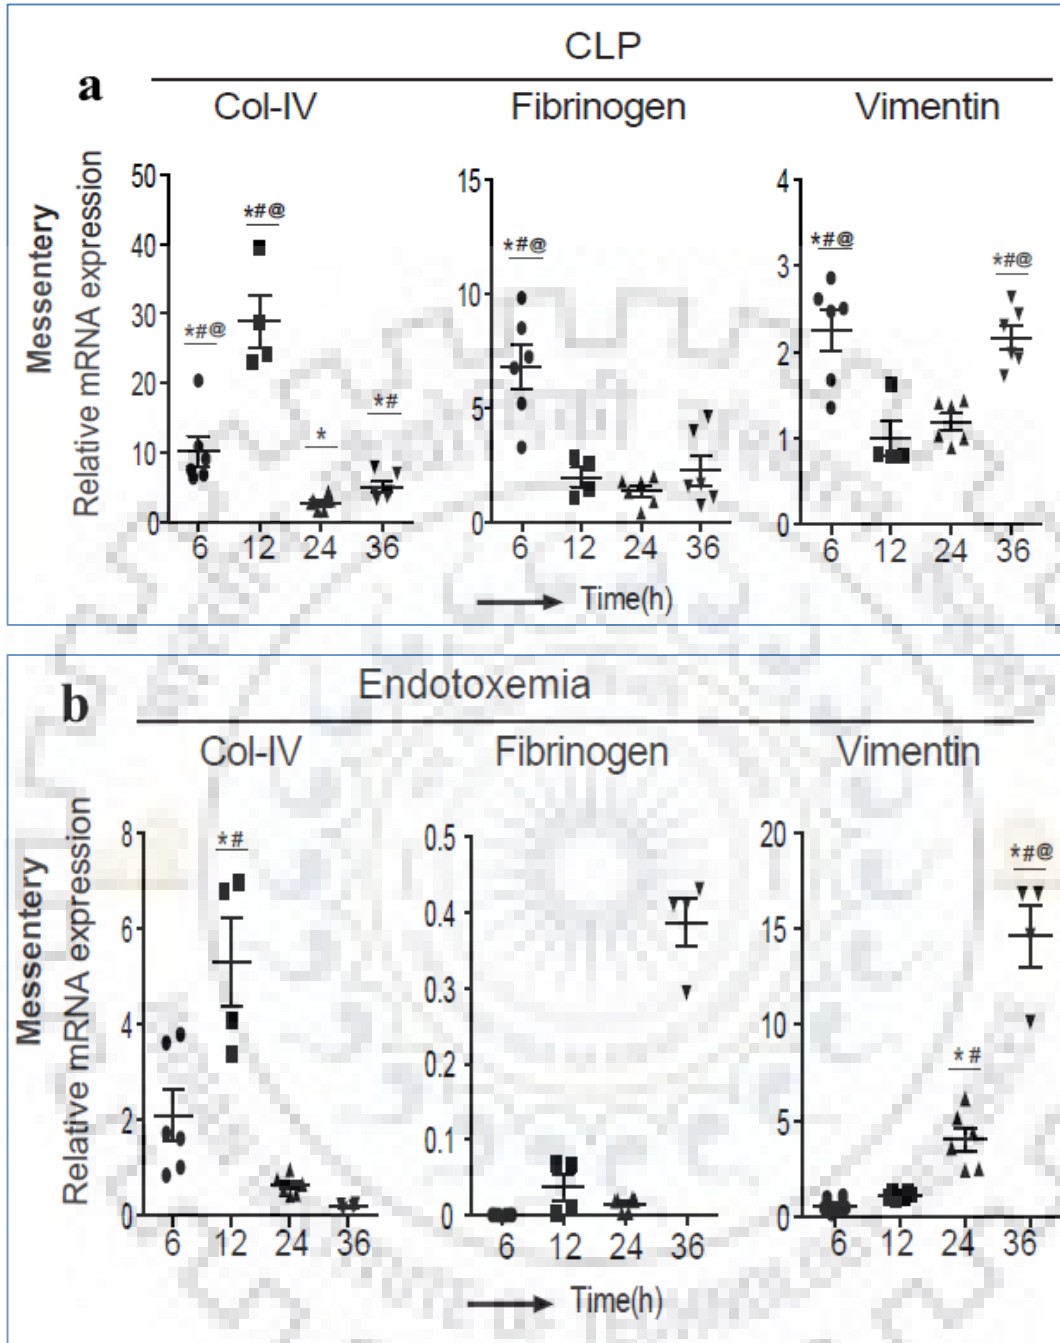 CLP
a
Col-IV Fibrinogen Vimentin
Messentery
Relative mRNA expression
50
40
30
20
10
0
*#@
*#@
*
*#
6 12 24 36
15
10
5
0
*#@
6 12 24 36
4
3
2
1
0
*#@
*#@
6 12 24 36
Time(h)
Endotoxemia
b
Col-IV Fibrinogen Vimentin
Messentery
Relative mRNA expression
8
6
4
2
0
*#
6 12 24 36
0.5
0.4
0.3
0.2
0.1
0
6 12 24 36
20
15
10
5
0
*#
*#@
6 12 24 36
Time(h)